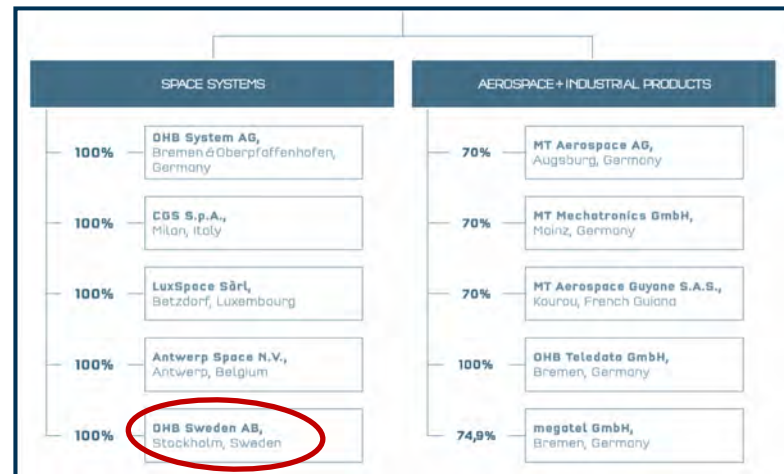 SPACE SYSTEMS
100%
OHB System AG,
Bremen & Oberpfaffenhofen,
Germany
100%
CGS S.p.A.,
Milan, Italy
100%
LuxSpace Sàrl,
Betzdorf, Luxembourg
100%
Antwerp Space N.V.,
Antwerp, Belgium
100%
OHB Sweden AB,
Stockholm, Sweden
AEROSPACE + INDUSTRIAL PRODUCTS
70%
MT Aerospace AG,
Augsburg, Germany
70%
MT Mechatronics GmbH,
Mainz, Germany
70%
MT Aerospace Guyane S.A.S.,
Kourou, French Guiana
100%
OHB Teledata GmbH,
Bremen, Germany
74,9%
megatel GmbH,
Bremen, Germany